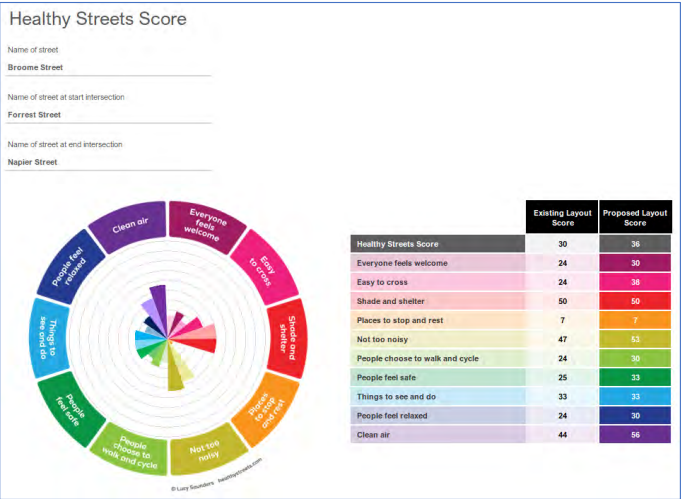 Healthy Streets Score
Name of street
Broome Street
Name of street at start intersection
Forrest Street
Name of street at end intersection
Napier Street
Clean air
Everyone
feels
welcome
Easy
to cross
Shade and
shelter
Places
to stop
and rest
Not too
noisy
People
choose to
walk and cycle
People
feel safe
Things to
see and do
People feel
relaxed
© Lucy Saunders healthystreets.com
Existing Layout Proposed Layout
Score Score
Healthy Streets Score 30 36
Everyone feels welcome 24 30
Easy to cross 24 38
Shade and shelter 50 50
Places to stop and rest 7 7
Not too noisy 47 53
People choose to walk and cycle 24 30
People feel safe 25 33
Things to see and do 33 33
People feel relaxed 24 30
Clean air 44 56